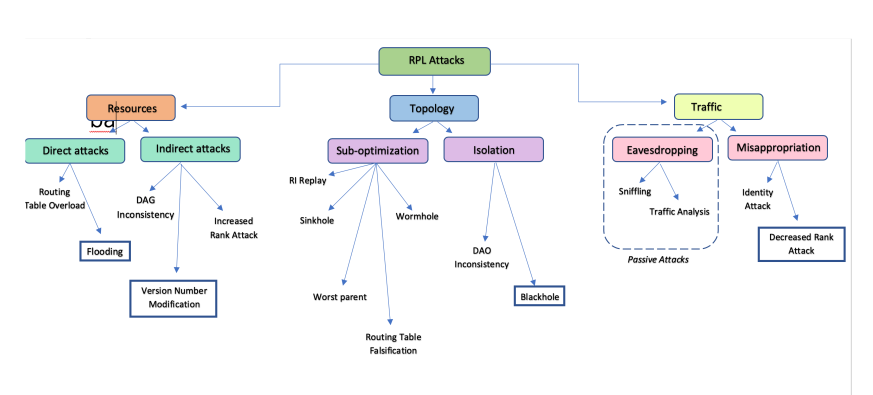 RPL Attacks
Resources
Topology
Traffic
ba
Direct attacks
Indirect attacks
Sub-optimization
Isolation
Eavesdropping
Misappropriation
Routing
Table Overload
Flooding
DAG
Inconsistency
Increased
Rank Attack
Version Number
Modification
RI Replay
Sinkhole
Wormhole
Worst parent
Routing Table
Falsification
DAO
Inconsistency
Blackhole
Sniffling
Traffic Analysis
Passive Attacks
Identity
Attack
Decreased Rank
Attack